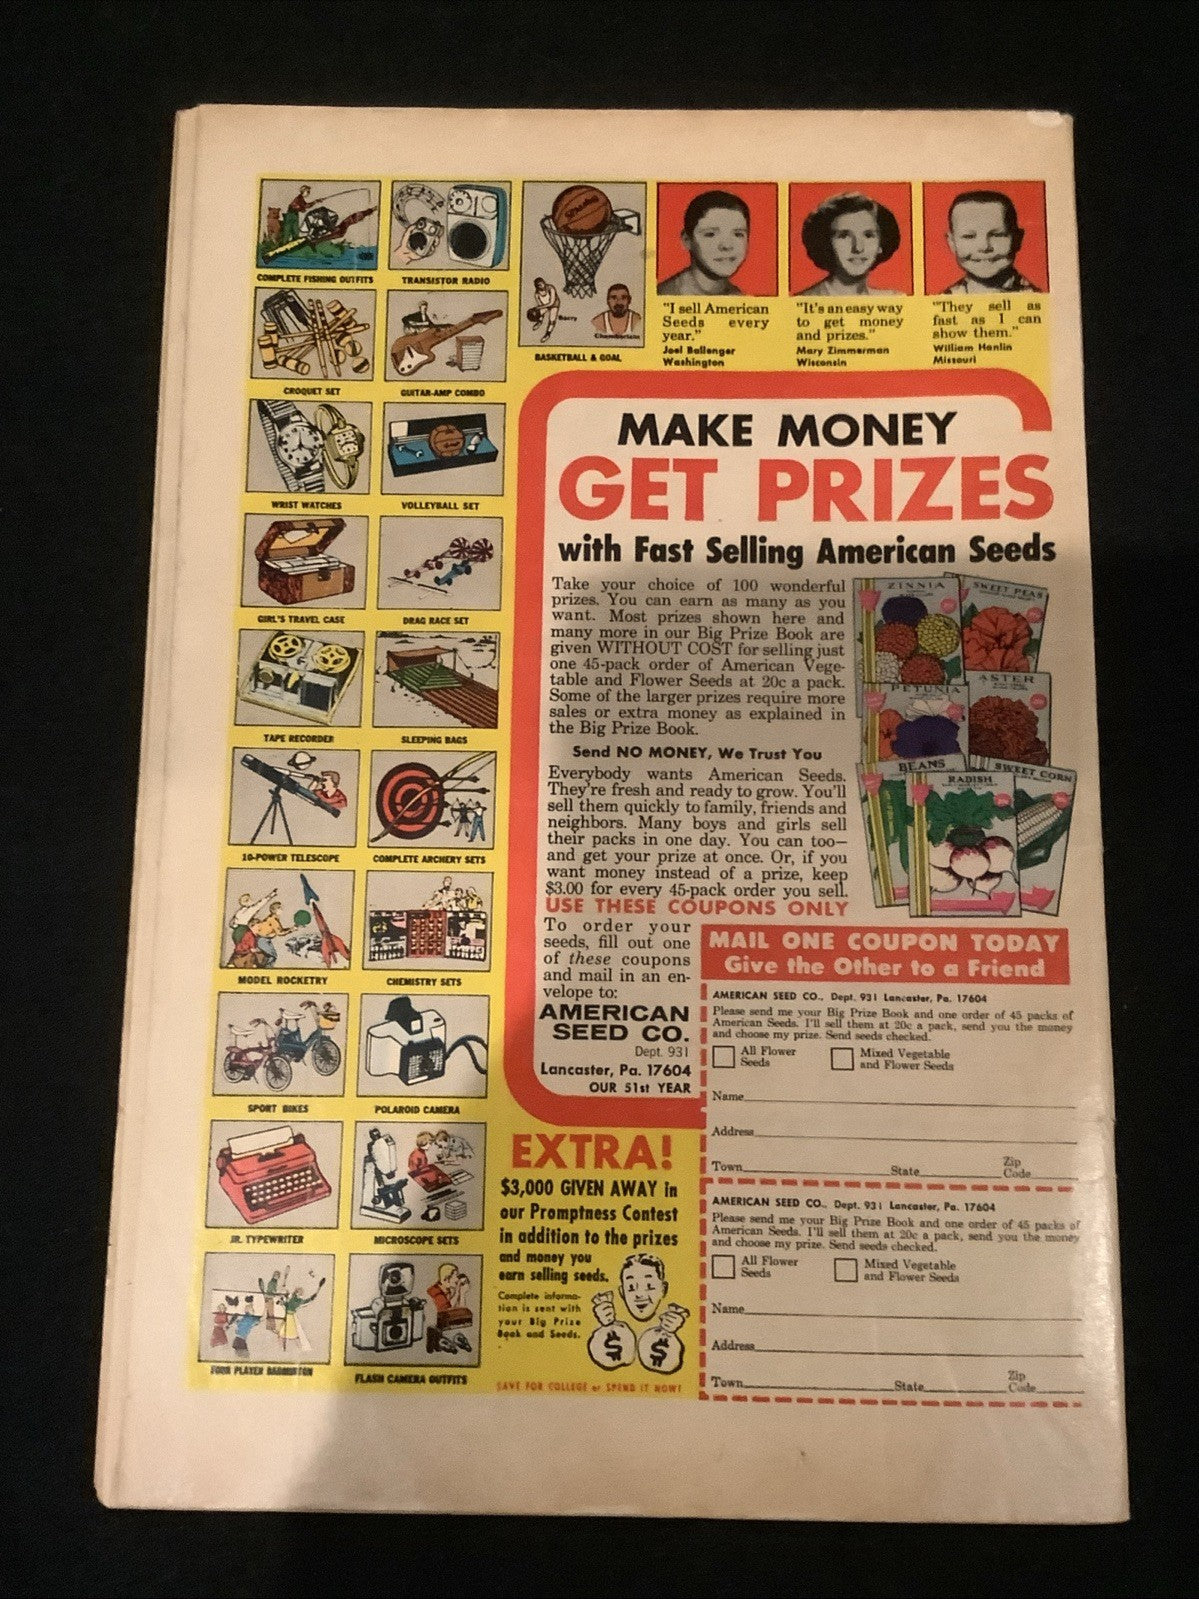 COMPLETE FISHING OUTFITS
TRANSISTOR RADIO
CROQUET SET
GUITAR-AMP COMBO
Barry
Chamberlain
BASKETBALL & GOAL
"I sell American
Seeds every
year."
Joel Ballenger
Washington
"It's an easy way
to get money
and prizes."
Mary Zimmerman
Wisconsin
"They sell as
fast as I can
show them."
William Hanlin
Missouri
WRIST WATCHES
VOLLEYBALL SET
GIRL'S TRAVEL CASE
DRAG RACE SET
TAPE RECORDER
SLEEPING BAGS
10-POWER TELESCOPE
COMPLETE ARCHERY SETS
MODEL ROCKETRY
CHEMISTRY SETS
SPORT BIKES
POLAROID CAMERA
JR. TYPEWRITER
MICROSCOPE SETS
FOUR PLAYER BADMINTON
FLASH CAMERA OUTFITS
MAKE MONEY
GET PRIZES
with Fast Selling American Seeds
Take your choice of 100 wonderful
prizes. You can earn as many as you
want. Most prizes shown here and
many more in our Big Prize Book are
given WITHOUT COST for selling just
one 45-pack order of American Vege-
table and Flower Seeds at 20c a pack.
Some of the larger prizes require more
sales or extra money as explained in
the Big Prize Book.
Send NO MONEY, We Trust You
Everybody wants American Seeds.
They're fresh and ready to grow. You'll
sell them quickly to family, friends and
neighbors. Many boys and girls sell
their packs in one day. You can too—
and get your prize at once. Or, if you
want money instead of a prize, keep
$3.00 for every 45-pack order you sell.
USE THESE COUPONS ONLY
ZINNIA
SWEET PEAS
PETUNIA
ASTER
BEANS
RADISH
SWEET CORN
To order your
seeds, fill out one
of these coupons
and mail in an en-
velope to:
AMERICAN
SEED CO.
Dept. 931
Lancaster, Pa. 17604
OUR 51st YEAR
MAIL ONE COUPON TODAY
Give the Other to a Friend
AMERICAN SEED CO., Dept. 931 Lancaster, Pa. 17604
Please send me your Big Prize Book and one order of 45 packs of
American Seeds. I'll sell them at 20c a pack, send you the money
and choose my prize. Send seeds checked.
All Flower
Seeds
Mixed Vegetable
and Flower Seeds
Name
Address
Town State Zip
Code
AMERICAN SEED CO., Dept. 931 Lancaster, Pa. 17604
Please send me your Big Prize Book and one order of 45 packs of
American Seeds. I'll sell them at 20c a pack, send you the money
and choose my prize. Send seeds checked.
All Flower
Seeds
Mixed Vegetable
and Flower Seeds
Name
Address
Town State Zip
Code
EXTRA!
$3,000 GIVEN AWAY in
our Promptness Contest
in addition to the prizes
and money you
earn selling seeds.
Complete informa-
tion is sent with
your Big Prize
Book and Seeds.
$ $
SAVE FOR COLLEGE or SPEND IT NOW!